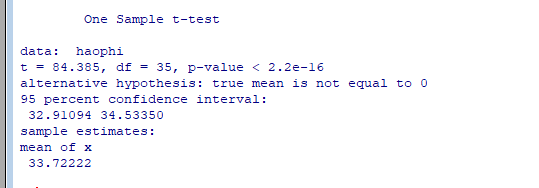 One Sample t-test
data:  haophi
t = 84.385, df = 35, p-value < 2.2e-16
alternative hypothesis: true mean is not equal to 0
95 percent confidence interval:
32.91094 34.53350
sample estimates:
mean of x
33.72222